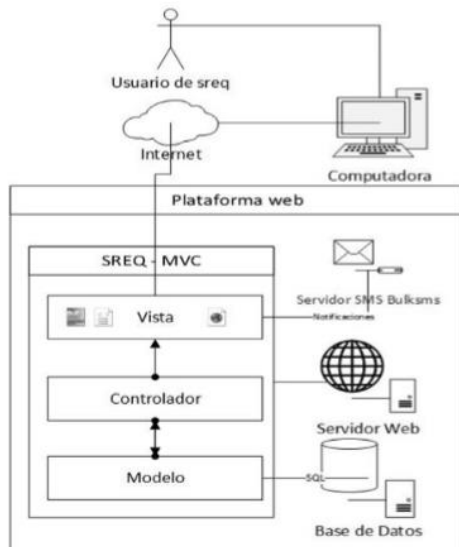 Usuario de sreq
Internet
Computadora
Plataforma web
SREQ - MVC
Vista
Servidor SMS Bulksms
Notificaciones
Controlador
Servidor Web
Modelo
SQL
Base de Datos